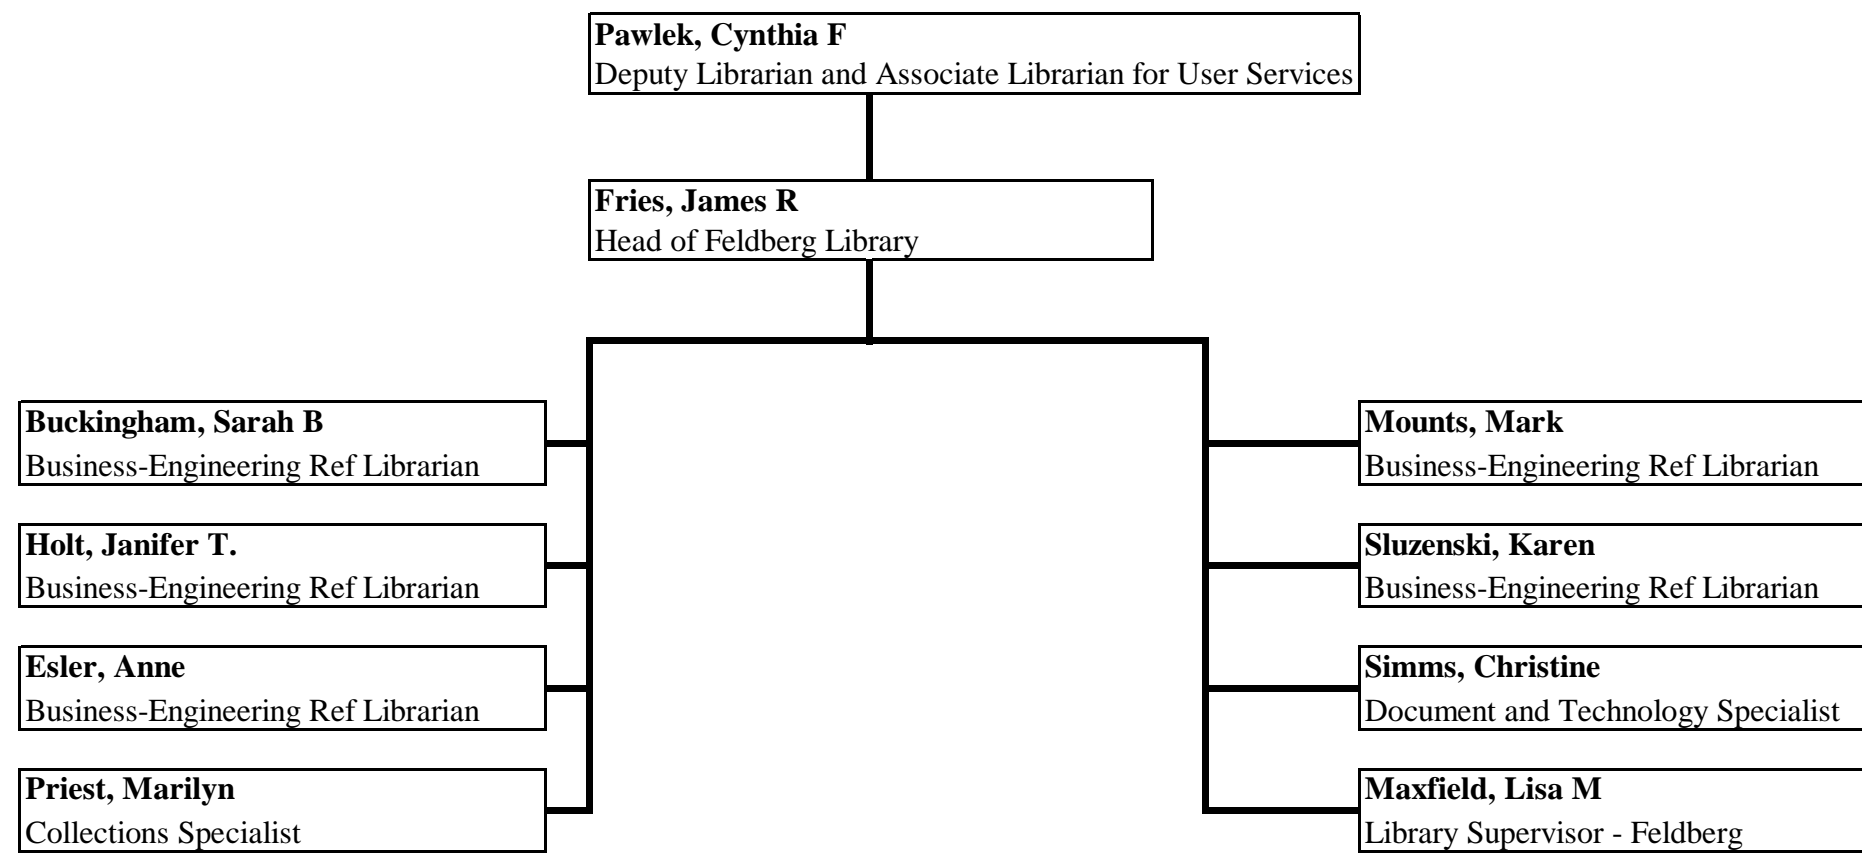 Pawlek, Cynthia F
Deputy Librarian and Associate Librarian for User Services
Fries, James R
Head of Feldberg Library
Buckingham, Sarah B
Business-Engineering Ref Librarian
Holt, Janifer T.
Business-Engineering Ref Librarian
Esler, Anne
Business-Engineering Ref Librarian
Priest, Marilyn
Collections Specialist
Mounts, Mark
Business-Engineering Ref Librarian
Sluzenski, Karen
Business-Engineering Ref Librarian
Simms, Christine
Document and Technology Specialist
Maxfield, Lisa M
Library Supervisor - Feldberg